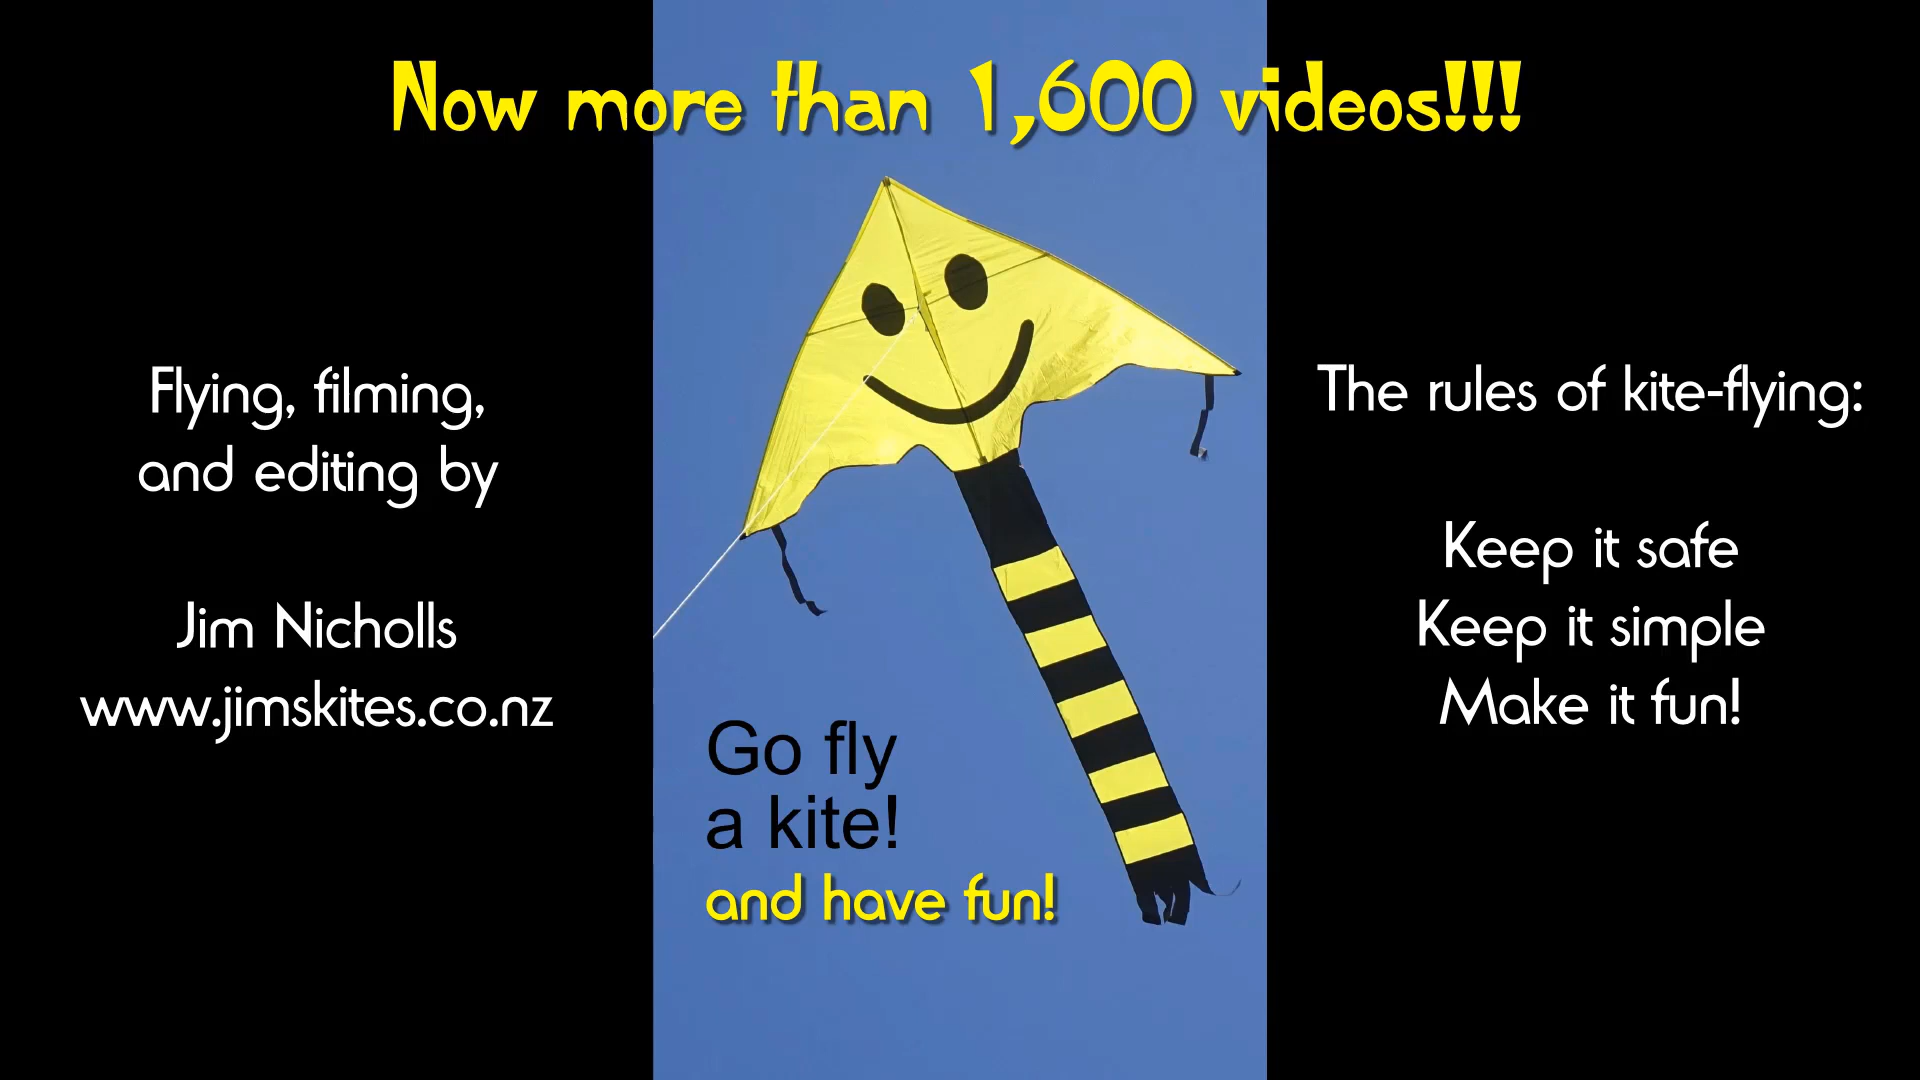 Now more than 1,600 videos!!!
Flying, filming,
and editing by
Jim Nicholls
www.jimskites.co.nz
Go fly
a kite!
and have fun!
The rules of kite-flying:
Keep it safe
Keep it simple
Make it fun!